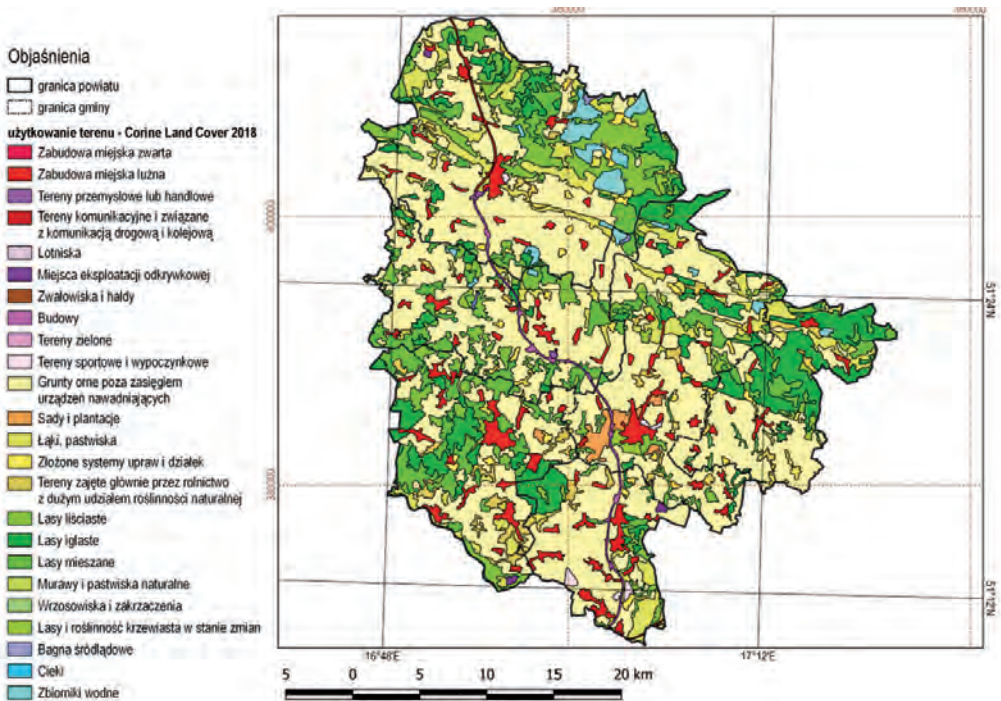 Objaśnienia
granica powiatu
granica gminy
użytkowanie terenu - Corine Land Cover 2018
Zabudowa miejska zwarta
Zabudowa miejska luźna
Tereny przemysłowe lub handlowe
Tereny komunikacyjne i związane
z komunikacją drogową i kolejową
Lotniska
Miejsca eksploatacji odkrywkowej
Zwałowiska i hałdy
Budowy
Tereny zielone
Tereny sportowe i wypoczynkowe
Grunty orne poza zasięgiem
urządzeń nawadniających
Sady i plantacje
Łąki, pastwiska
Złożone systemy upraw i działek
Tereny zajęte głównie przez rolnictwo
z dużym udziałem roślinności naturalnej
Lasy liściaste
Lasy iglaste
Lasy mieszane
Murawy i pastwiska naturalne
Wrzosowiska i zakrzaczenia
Lasy i roślinność krzewiasta w stanie zmian
Bagna śródlądowe
Cieki
Zbiorniki wodne
400000
380000
51°24'N
51°12'N
16°48'E
17°12'E
5 0 5 10 15 20 km